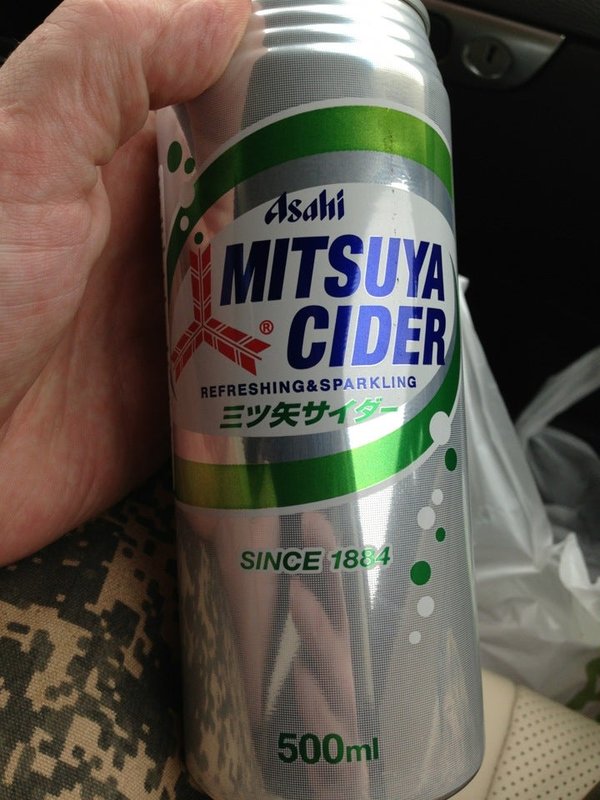 Asahi
MITSUYA
CIDER
®
REFRESHING&SPARKLING
三ツ矢サイダー
SINCE 1884
500ml